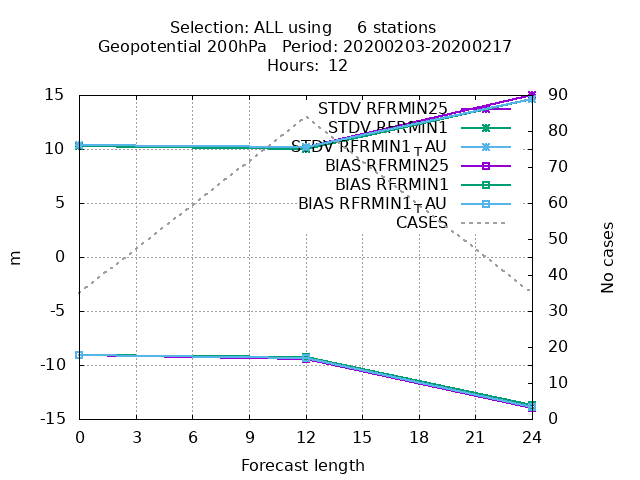 Selection: ALL using     6 stations
Geopotential 200hPa   Period: 20200203-20200217
Hours:  12
15
10
5
0
-5
-10
-15
90
80
70
60
50
40
30
20
10
0
m
No cases
STDV RFRMIN25
STDV RFRMIN1
STDV RFRMIN1_TAU
BIAS RFRMIN25
BIAS RFRMIN1
BIAS RFRMIN1_TAU
CASES
0 3 6 9 12 15 18 21 24
Forecast length